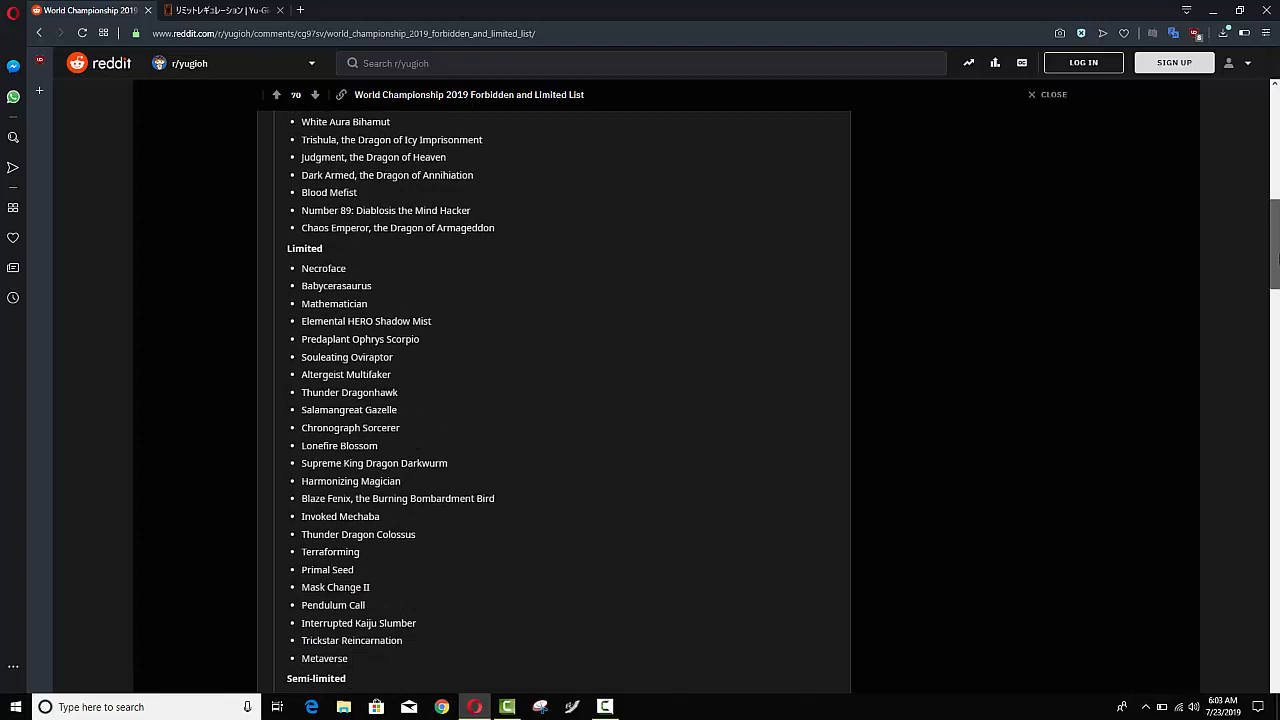 World Championship 2019
リミットレギュレーション | Yu-Gi
www.reddit.com/r/yugioh/comments/cg97sv/world_championship_2019_forbidden_and_limited_list/
reddit
r/yugioh
Search r/yugioh
LOG IN
SIGN UP
70
World Championship 2019 Forbidden and Limited List
CLOSE
• White Aura Bihamut
• Trishula, the Dragon of Icy Imprisonment
• Judgment, the Dragon of Heaven
• Dark Armed, the Dragon of Annihiation
• Blood Mefist
• Number 89: Diablosis the Mind Hacker
• Chaos Emperor, the Dragon of Armageddon
Limited
• Necroface
• Babycerasaurus
• Mathematician
• Elemental HERO Shadow Mist
• Predaplant Ophrys Scorpio
• Souleating Oviraptor
• Altergeist Multifaker
• Thunder Dragonhawk
• Salamangreat Gazelle
• Chronograph Sorcerer
• Lonefire Blossom
• Supreme King Dragon Darkwurm
• Harmonizing Magician
• Blaze Fenix, the Burning Bombardment Bird
• Invoked Mechaba
• Thunder Dragon Colossus
• Terraforming
• Primal Seed
• Mask Change II
• Pendulum Call
• Interrupted Kaiju Slumber
• Trickstar Reincarnation
• Metaverse
Semi-limited
Type here to search
6:03 AM
7/23/2019